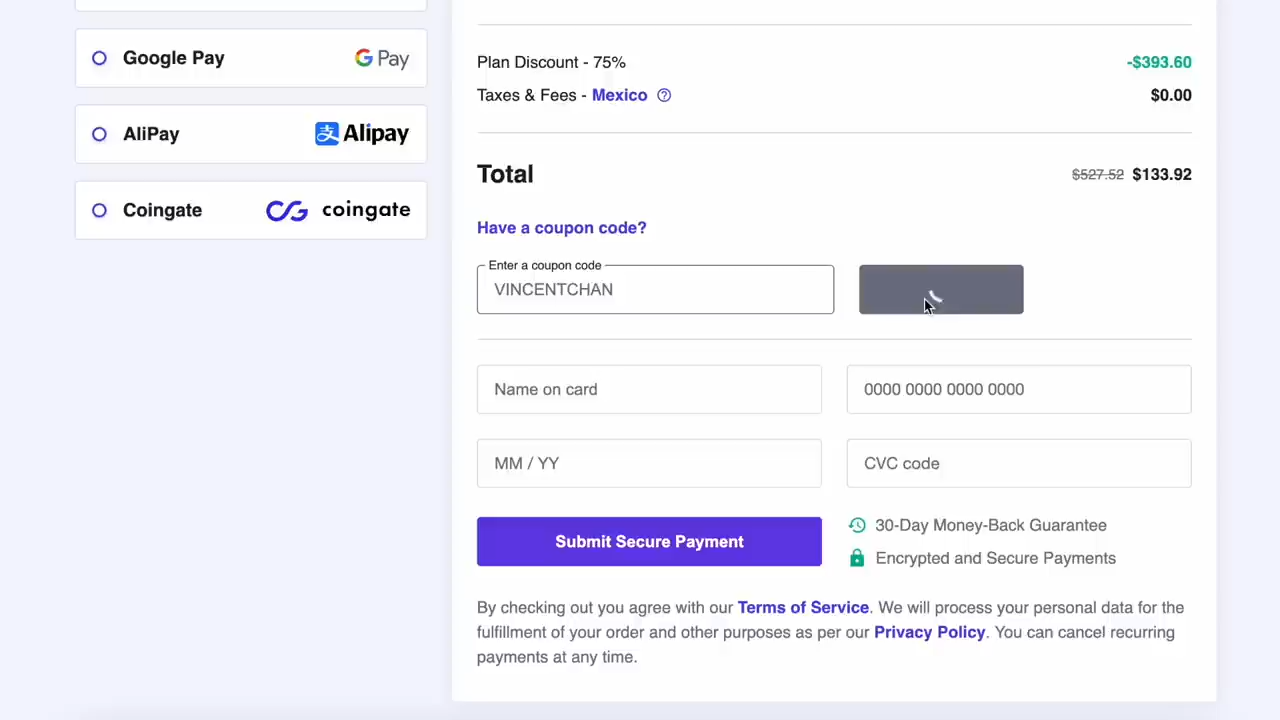 Google Pay
G Pay
AliPay
支 Alipay
Coingate
coingate
Plan Discount - 75%
-$393.60
Taxes & Fees - Mexico ?
$0.00
Total
$527.52 $133.92
Have a coupon code?
Enter a coupon code
VINCENTCHAN
Name on card
0000 0000 0000 0000
MM / YY
CVC code
Submit Secure Payment
30-Day Money-Back Guarantee
Encrypted and Secure Payments
By checking out you agree with our Terms of Service. We will process your personal data for the
fulfillment of your order and other purposes as per our Privacy Policy. You can cancel recurring
payments at any time.